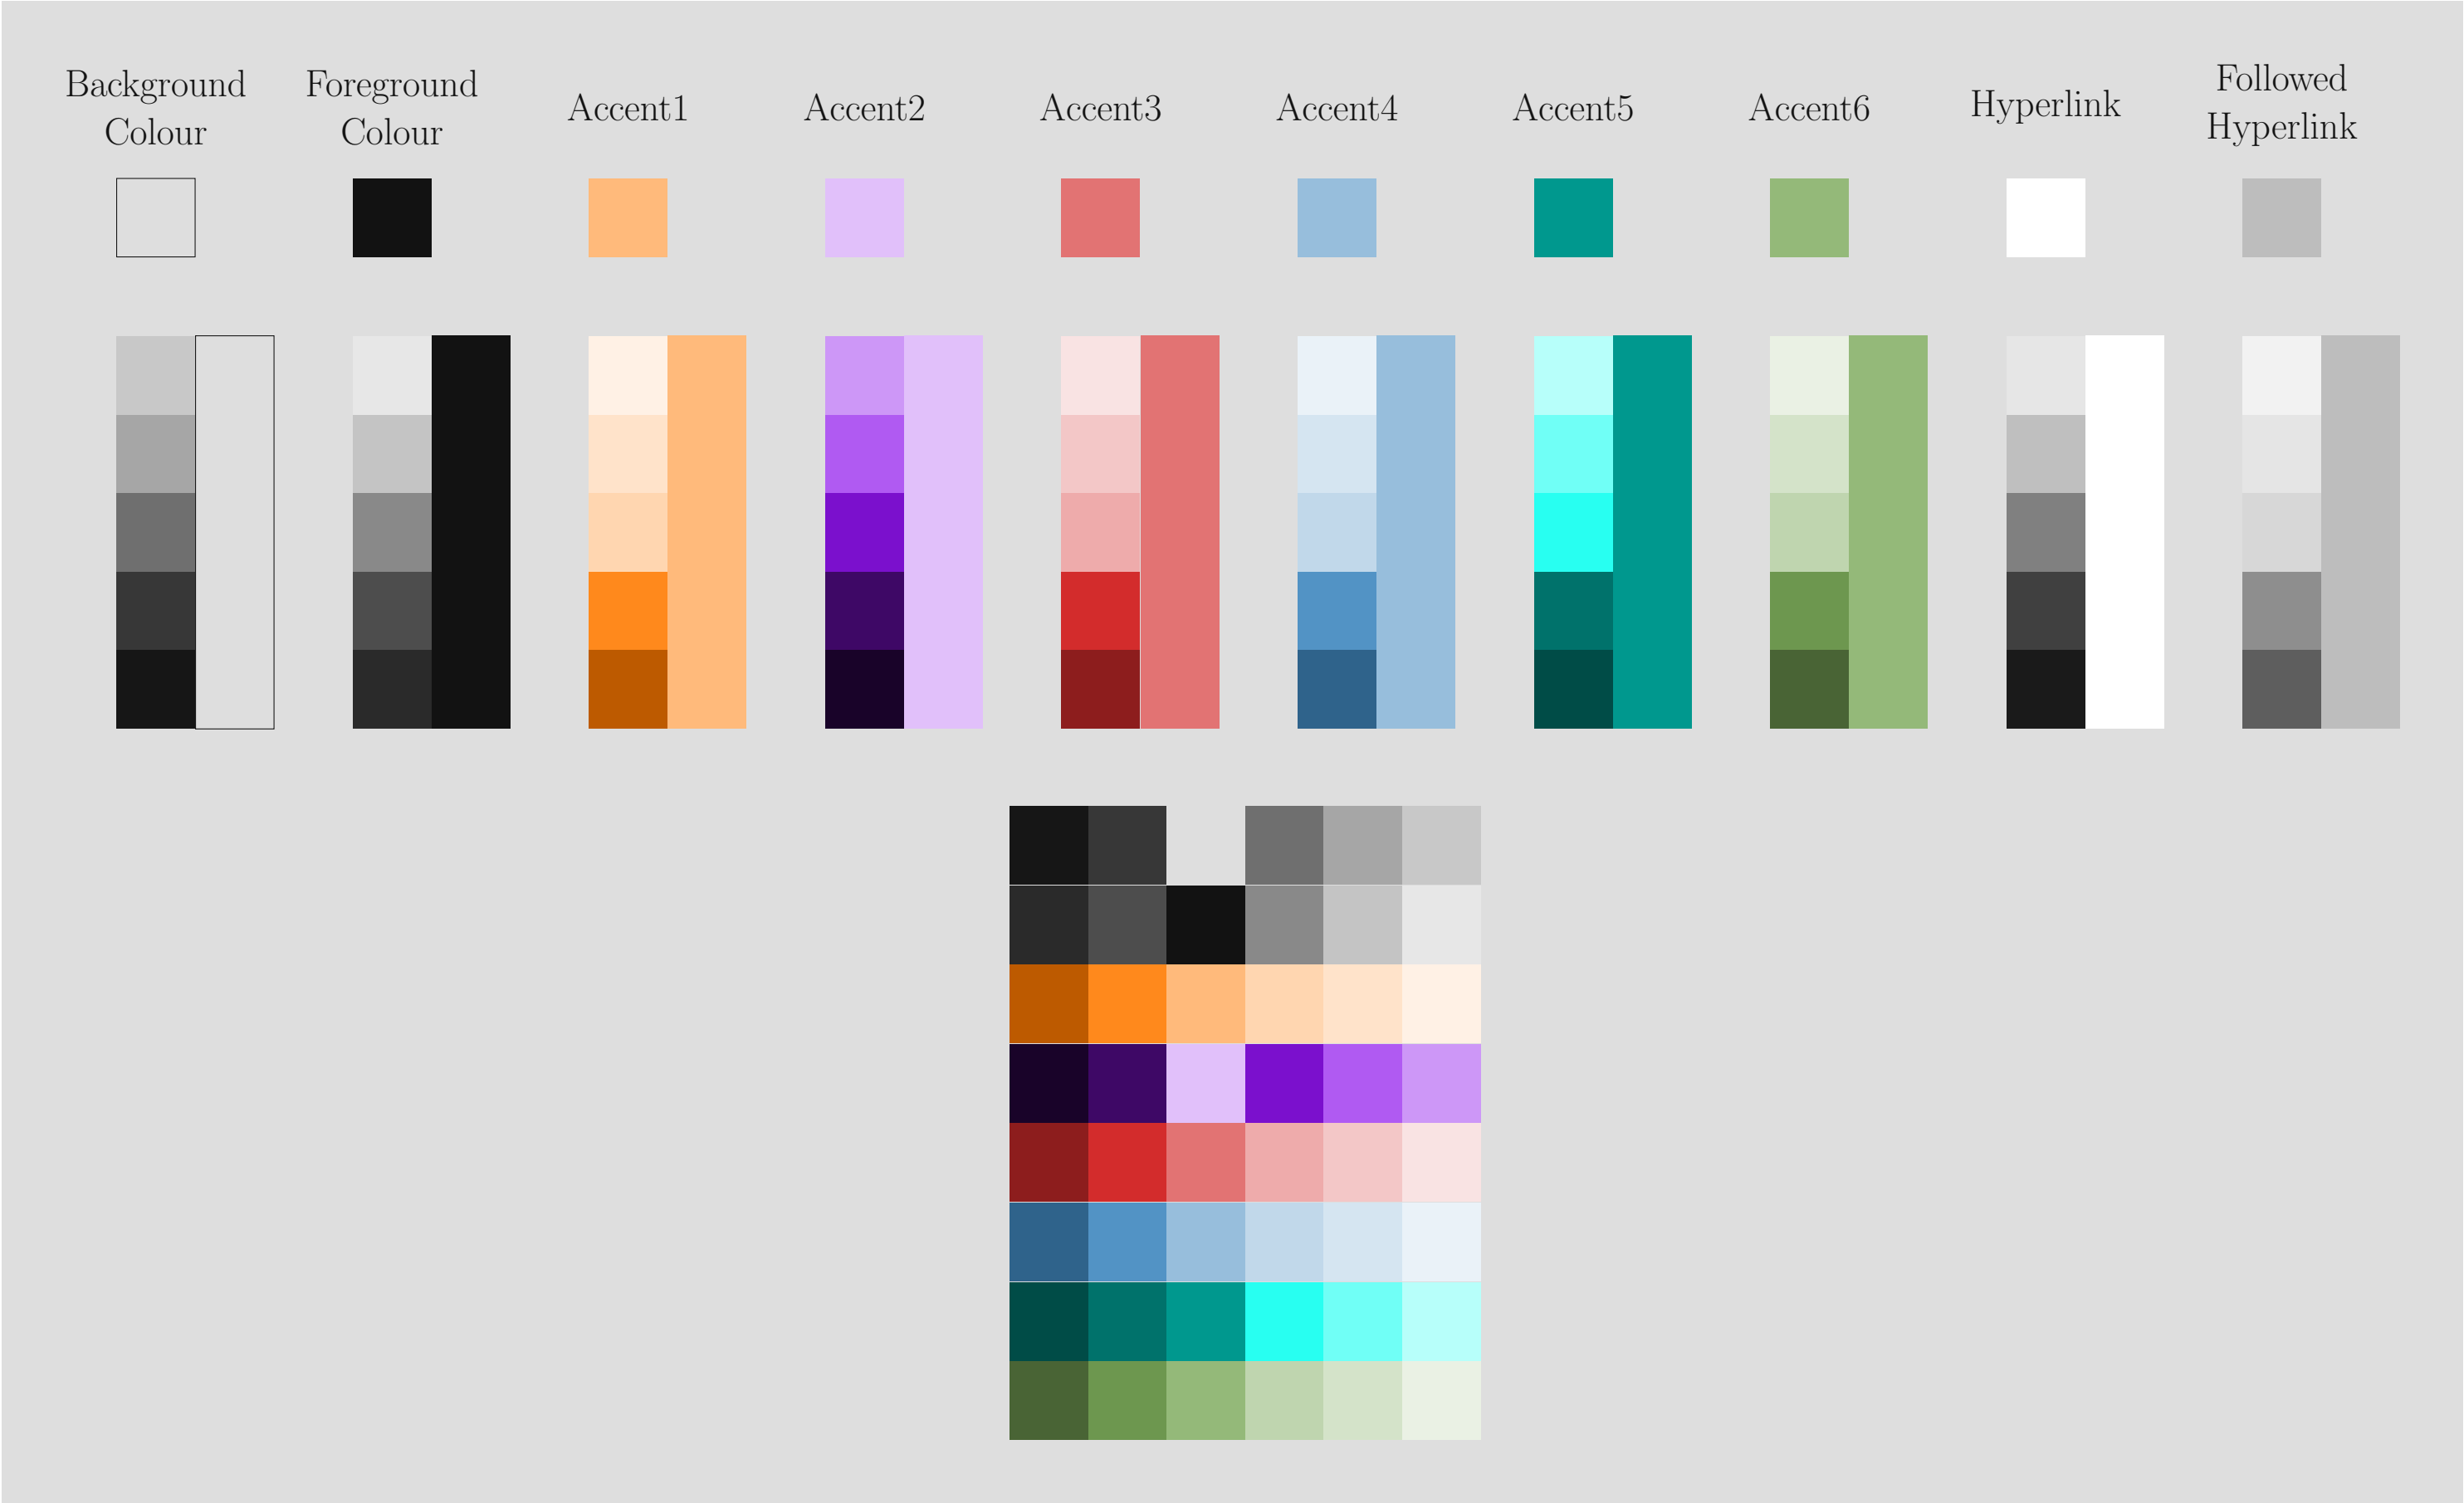 Background
Colour
Foreground
Colour
Accent1
Accent2
Accent3
Accent4
Accent5
Accent6
Hyperlink
Followed
Hyperlink